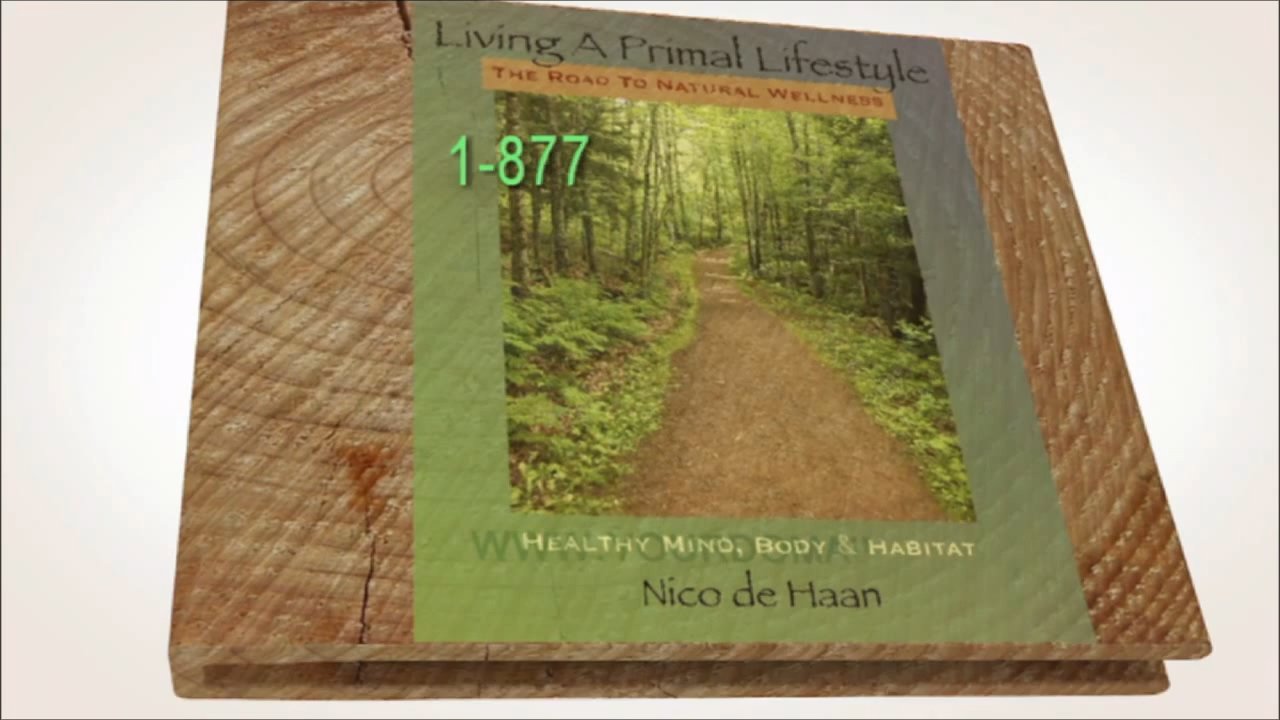 Living A Primal Lifestyle
THE ROAD TO NATURAL WELLNESS
1-877
HEALTHY MIND, BODY & HABITAT
Nico de Haan